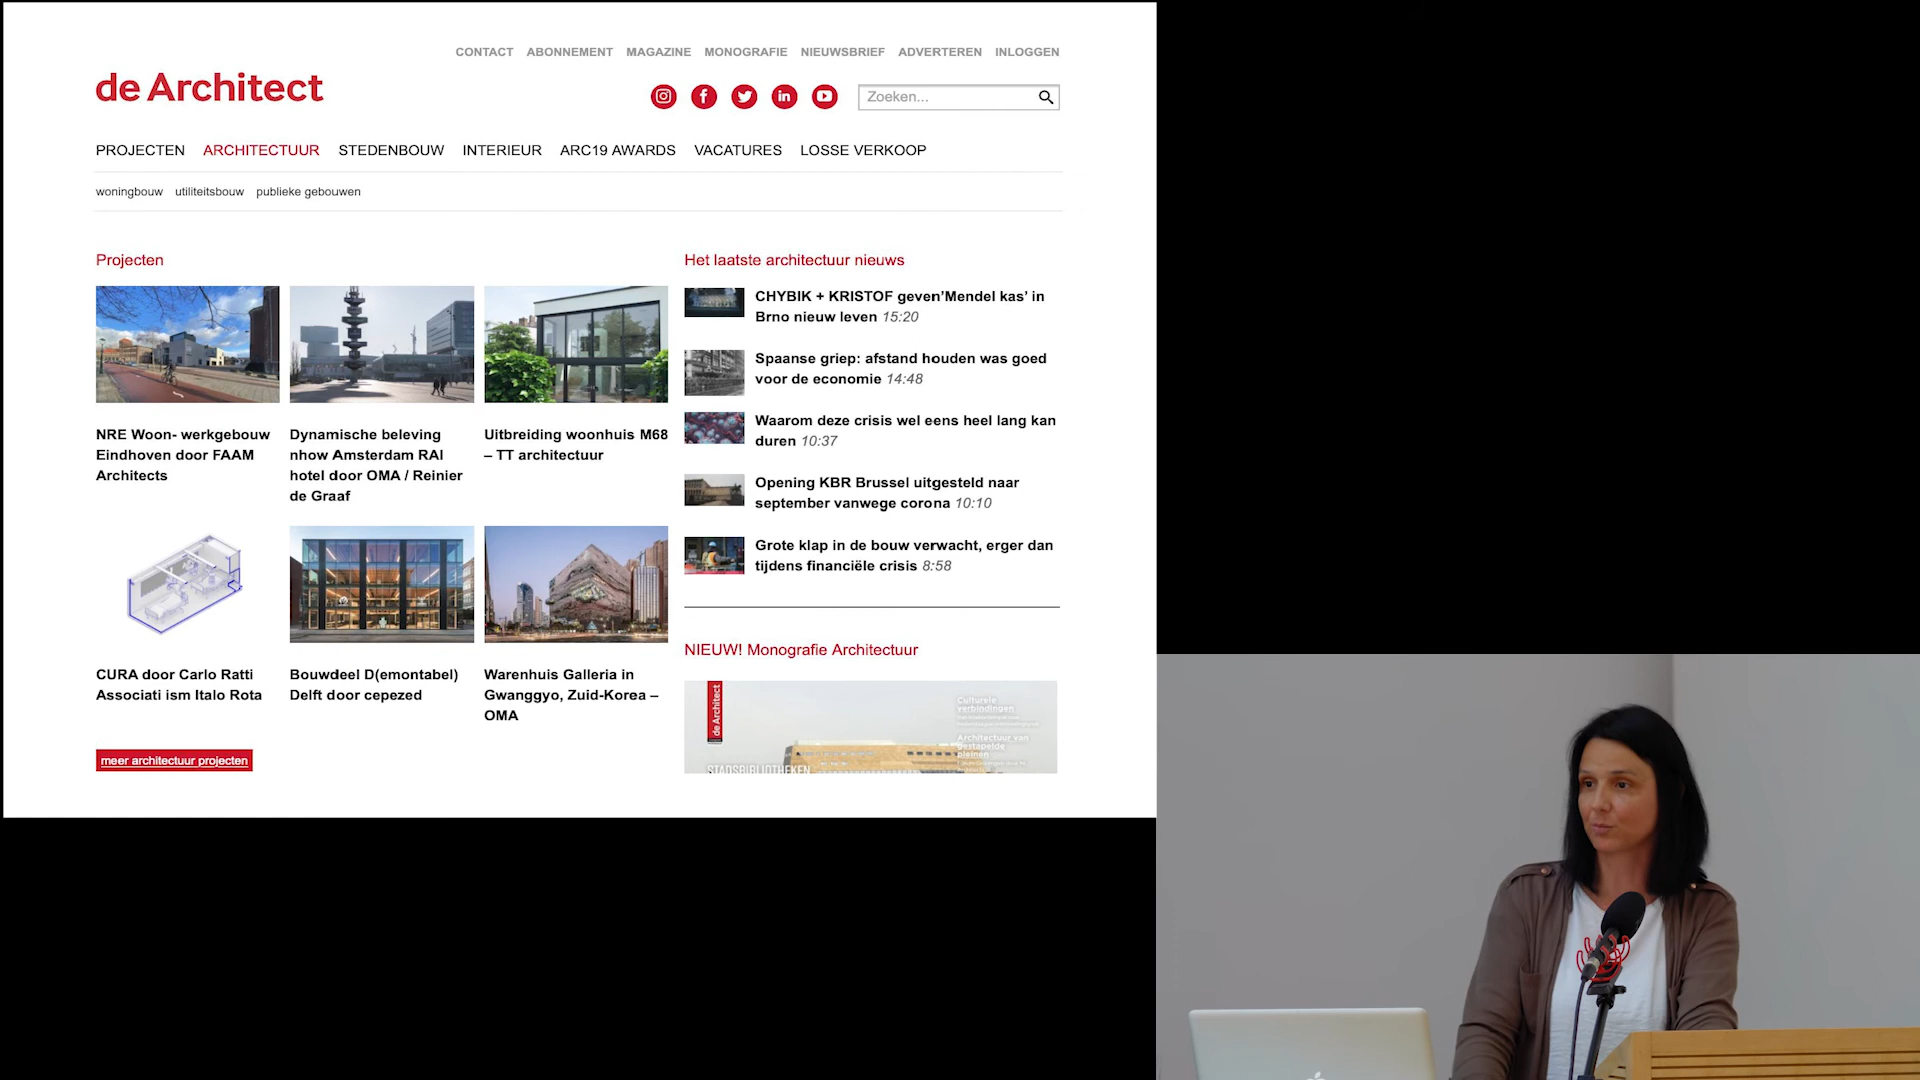 CONTACT ABONNEMENT MAGAZINE MONOGRAFIE NIEUWSBRIEF ADVERTEREN INLOGGEN
de Architect
Zoeken...
PROJECTEN ARCHITECTUUR STEDENBOUW INTERIEUR ARC19 AWARDS VACATURES LOSSE VERKOOP
woningbouw utiliteitsbouw publieke gebouwen
Projecten
NRE Woon- werkgebouw
Eindhoven door FAAM
Architects
Dynamische beleving
nhow Amsterdam RAI
hotel door OMA / Reinier
de Graaf
Uitbreiding woonhuis M68
– TT architectuur
CURA door Carlo Ratti
Associati ism Italo Rota
Bouwdeel D(emontabel)
Delft door cepezed
Warenhuis Galleria in
Gwanggyo, Zuid-Korea –
OMA
meer architectuur projecten
Het laatste architectuur nieuws
CHYBIK + KRISTOF geven’Mendel kas’ in
Brno nieuw leven 15:20
Spaanse griep: afstand houden was goed
voor de economie 14:48
Waarom deze crisis wel eens heel lang kan
duren 10:37
Opening KBR Brussel uitgesteld naar
september vanwege corona 10:10
Grote klap in de bouw verwacht, erger dan
tijdens financiële crisis 8:58
NIEUW! Monografie Architectuur
de Architect
Culturele
verbindingen
Architectuur van
gestapelde
pleinen
STADSBIBLIOTHEKEN